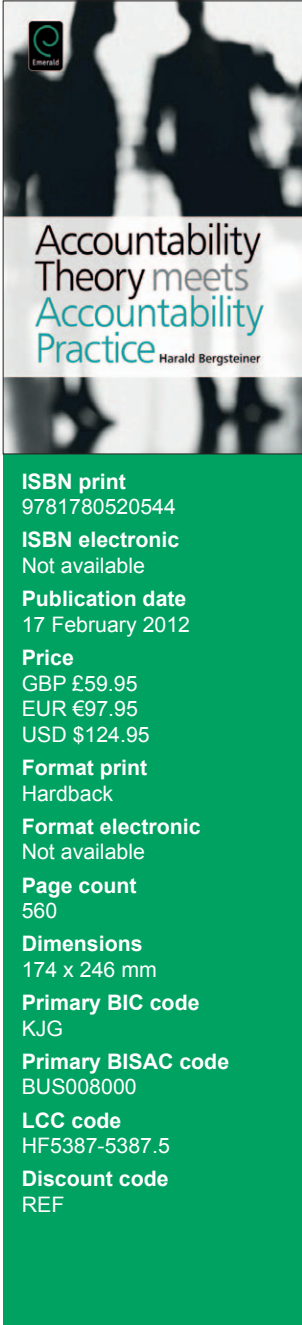 Emerald
Accountability
Theory meets
Accountability
Practice Harald Bergsteiner
ISBN print
9781780520544
ISBN electronic
Not available
Publication date
17 February 2012
Price
GBP £59.95
EUR €97.95
USD $124.95
Format print
Hardback
Format electronic
Not available
Page count
560
Dimensions
174 x 246 mm
Primary BIC code
KJG
Primary BISAC code
BUS008000
LCC code
HF5387-5387.5
Discount code
REF